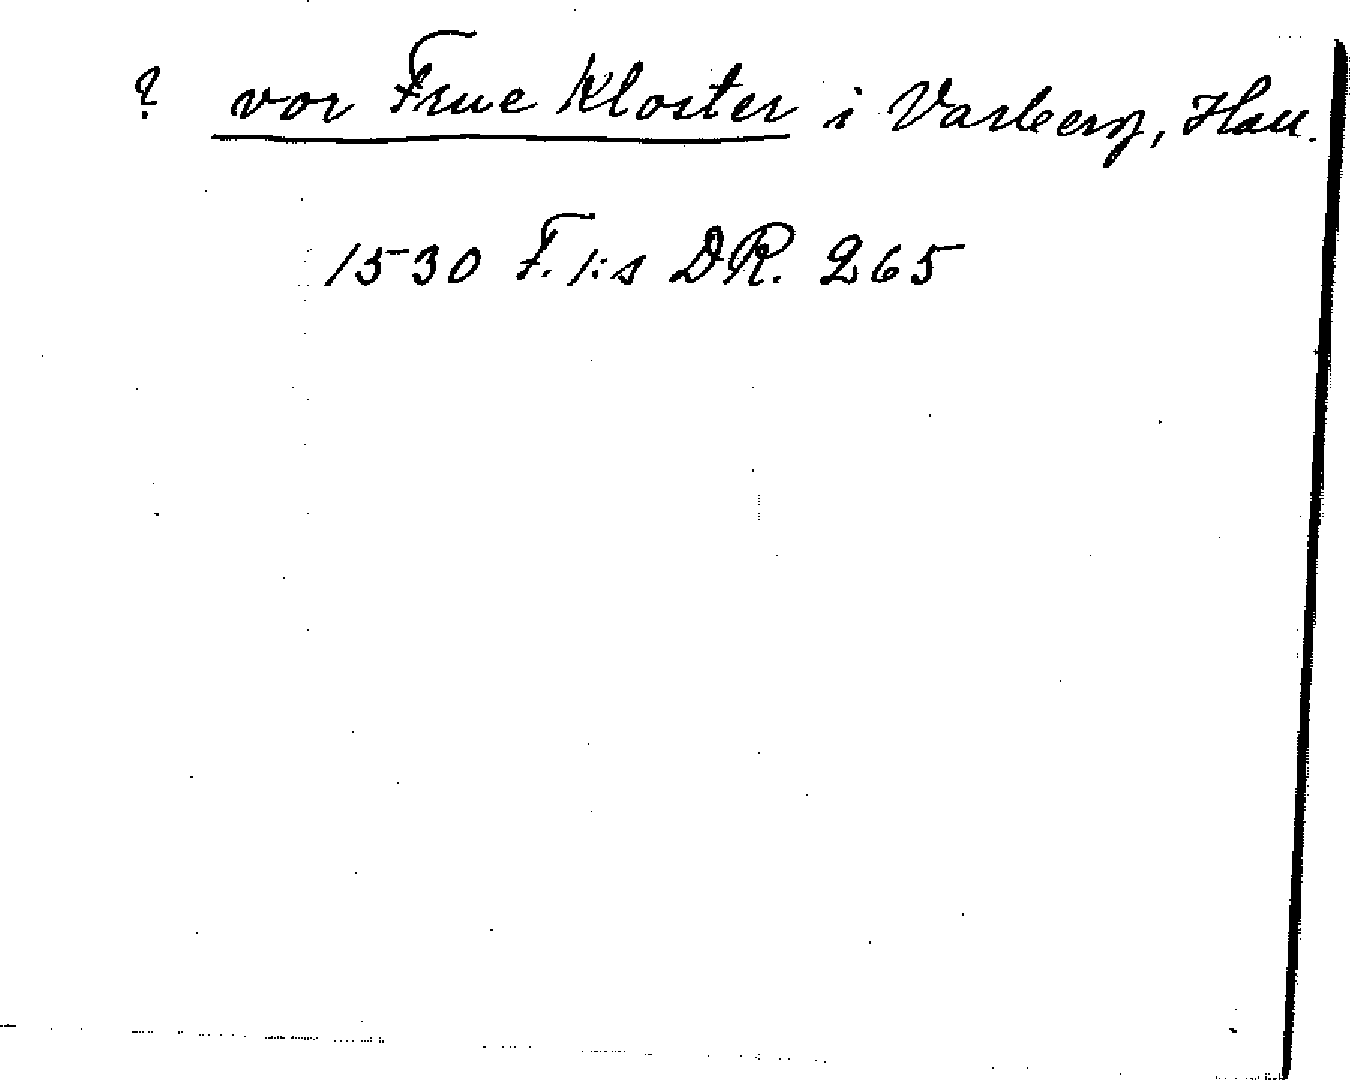 ? vor Frue Kloster i Varberg, Hall.
1530 F. I:s DR. 265